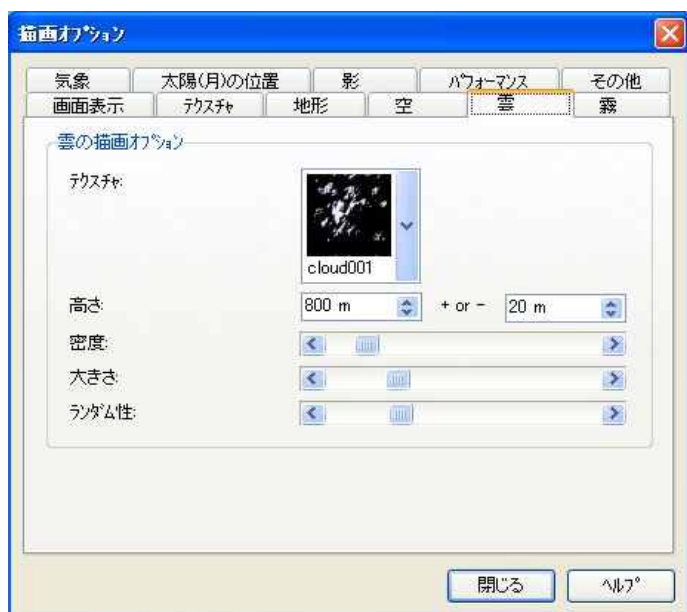 描画ｵﾌﾟｼｮﾝ
気象 太陽(月)の位置 影 ﾊﾟﾌｫｰﾏﾝｽ その他
画面表示 ﾃｸｽﾁｬ 地形 空 雲 霧
雲の描画ｵﾌﾟｼｮﾝ
ﾃｸｽﾁｬ:
cloud001
高さ: 800 m + or - 20 m
密度:
大きさ:
ﾗﾝﾀﾞﾑ性:
閉じる ﾍﾙﾌﾟ